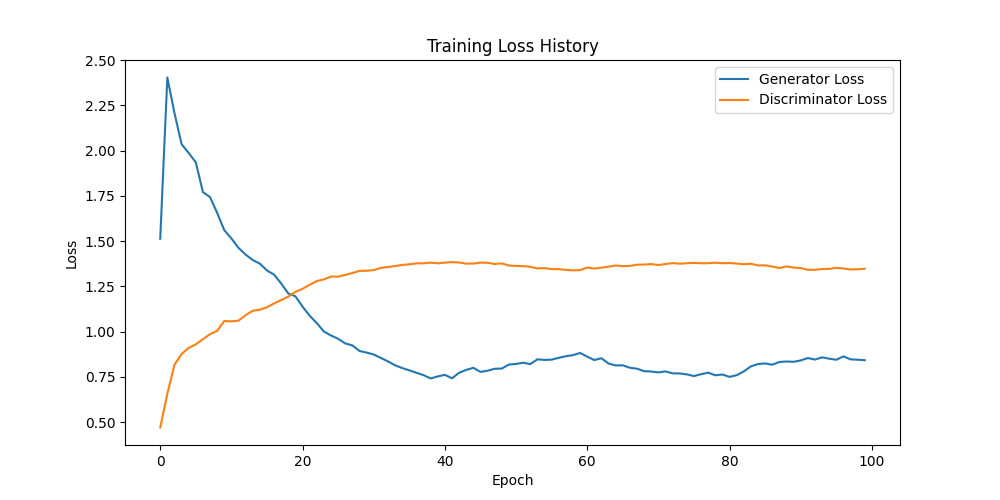 Training Loss History
Generator Loss
Discriminator Loss
Loss
2.50
2.25
2.00
1.75
1.50
1.25
1.00
0.75
0.50
0 20 40 60 80 100
Epoch